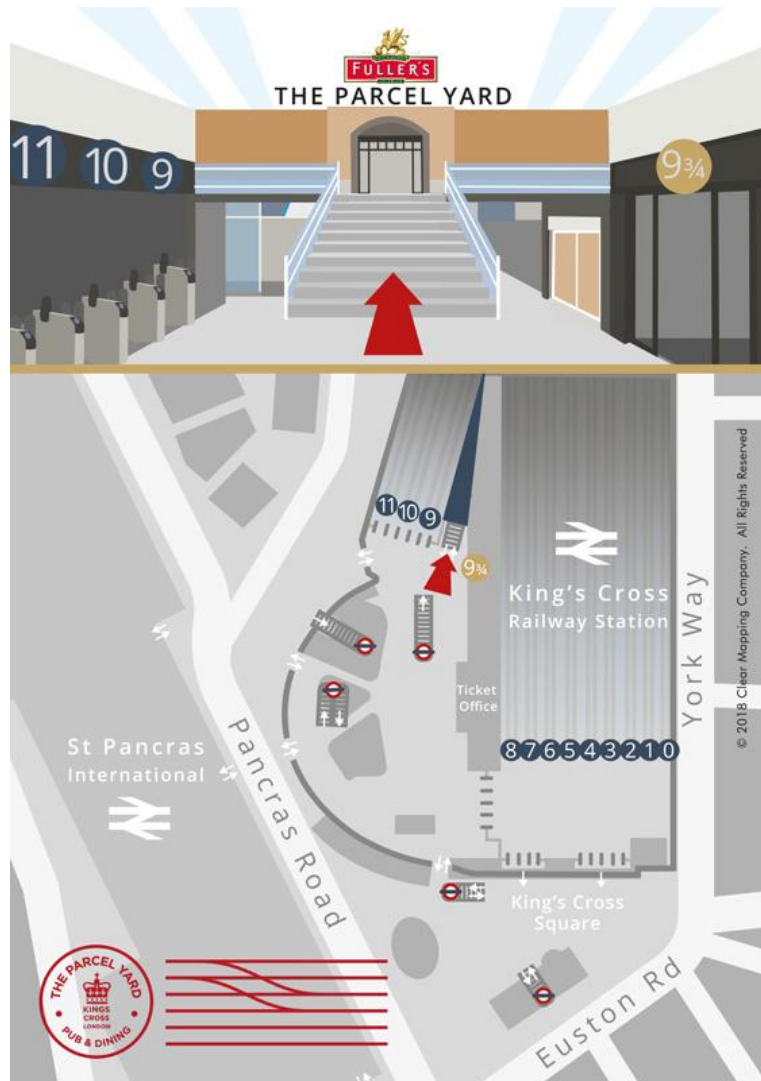 FULLER'S
THE PARCEL YARD
11
10
9
9¾
11
10
9
9¾
King's Cross
Railway Station
York Way
© 2018 Clear Mapping Company. All Rights Reserved
Ticket
Office
8
7
6
5
4
3
2
1
0
St Pancras
International
Pancras Road
King's Cross
Square
Euston Rd
THE PARCEL YARD
KINGS
CROSS
LONDON
PUB & DINING